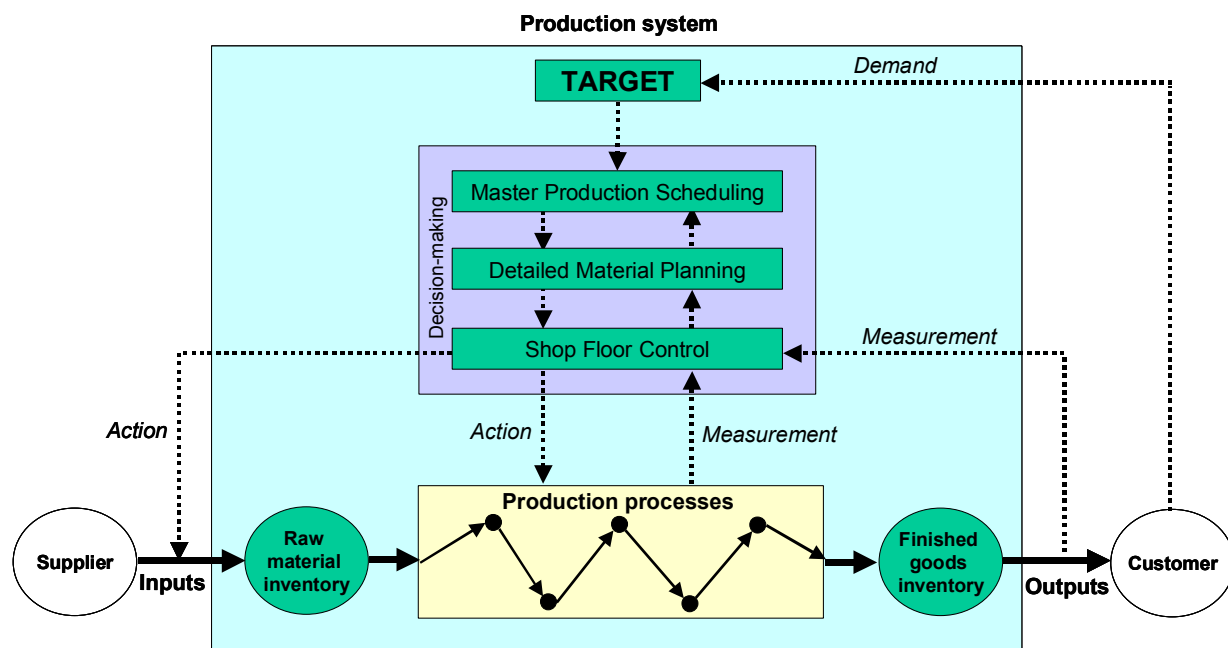 Production system
TARGET
Demand
Decision-making
Master Production Scheduling
Detailed Material Planning
Shop Floor Control
Measurement
Action
Action
Measurement
Production processes
Supplier
Inputs
Raw
material
inventory
Finished
goods
inventory
Outputs
Customer